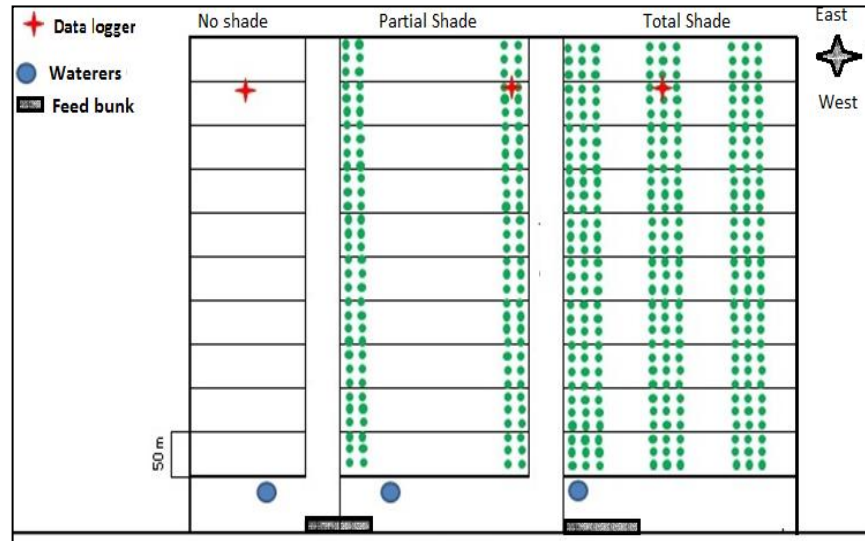 No shade
Partial Shade
Total Shade
East
Data logger
Waterers
Feed bunk
West
50 m